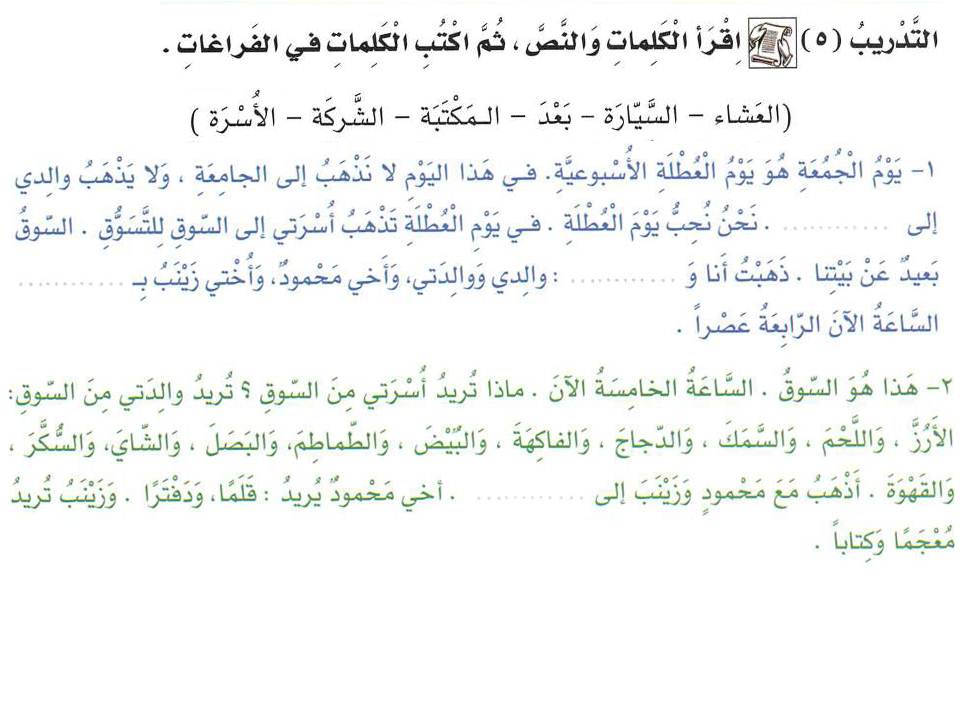 التَّدْريبُ (٥) اِقْرَأ الْكَلِماتِ وَالنَّصَّ ، ثُمَّ اكْتُبِ الْكَلِماتِ في الفَراغاتِ .
(العَشاء - السَّيّارَة - بَعْدَ - المَكْتَبَة - الشَّركَة - الأُسْرَة )
١- يَوْمُ الْجُمُعَةِ هُوَ يَوْمُ الْعُطْلَةِ الأُسْبوعيَّةِ. في هَذا اليَوْمِ لا نَذْهَبُ إلى الجامِعَةِ ، وَلا يَذْهَبُ والِدي
إلى ............ . نَحْنُ نُحِبُّ يَوْمَ الْعُطْلَةِ . في يَوْمِ الْعُطْلَةِ تَذْهَبُ أُسْرَتي إلى السّوقِ لِلتَّسَوُّقِ . السّوقُ
بَعيدٌ عَنْ بَيْتِنا . ذَهَبْتُ أَنا وَ ............ : والِدي وَوالِدَتي، وَأَخي مَحْمودٌ، وَأُخْتي زَيْنَبُ بِـ ............
السَّاعَةُ الآنَ الرّابِعَةُ عَصْراً .
٢- هَذا هُوَ السّوقُ . السَّاعَةُ الخامِسَةُ الآنَ . ماذا تُريدُ أُسْرَتي مِنَ السّوقِ ؟ تُريدُ والِدَتي مِنَ السّوقِ:
الأَرُزَّ ، وَاللَّحْمَ ، وَالسَّمَكَ ، وَالدّجاجَ ، وَالفاكِهَةَ ، وَالبُيْضَ ، وَالطّماطِمَ، وَالبَصَلَ ، وَالشّايَ، وَالسُّكَّرَ ،
وَالقَهْوَةَ . أَذْهَبُ مَعَ مَحْمودٍ وَزَيْنَبَ إلى ............ . أخي مَحْمودٌ يُريدُ : قَلَمًا، وَدَفْتَرًا . وَزَيْنَبُ تُريدُ
مُعْجَمًا وَكِتاباً .